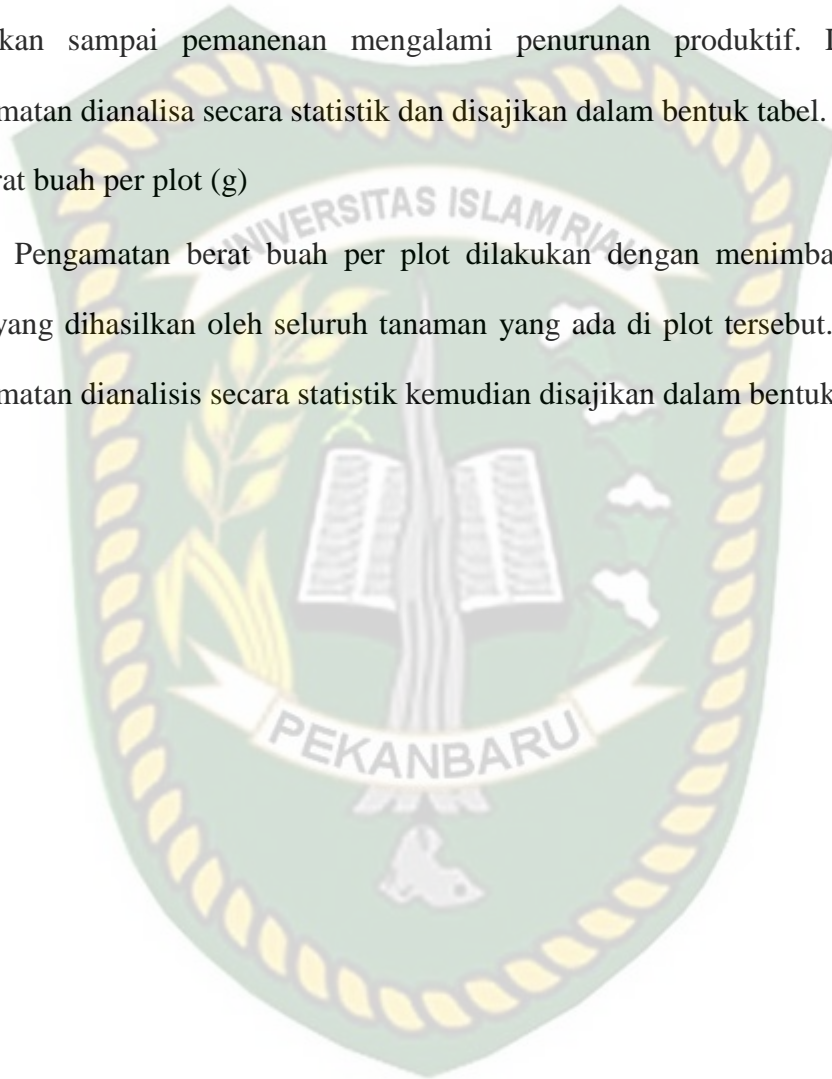 kan sampai pemanenan mengalami penurunan produktif.
matan dianalisa secara statistik dan disajikan dalam bentuk tabel.
rat buah per plot (g)
Pengamatan berat buah per plot dilakukan dengan menimba
yang dihasilkan oleh seluruh tanaman yang ada di plot tersebut.
matan dianalisis secara statistik kemudian disajikan dalam bentuk
UNIVERSITAS ISLAM RIAU
PEKANBARU